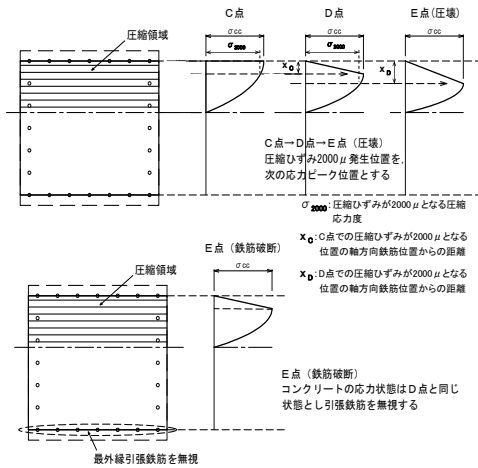 C点
D点
E点(圧壊)
圧縮領域
σcc
σcc
σcc
σ2000
σ2000
xC
xD
C点→D点→E点(圧壊)
圧縮ひずみ2000μ発生位置を,
次の応力ピーク位置とする
σ2000:圧縮ひずみが2000μとなる圧縮
応力度
xC:C点での圧縮ひずみが2000μとなる
位置の軸方向鉄筋位置からの距離
xD:D点での圧縮ひずみが2000μとなる
位置の軸方向鉄筋位置からの距離
E点(鉄筋破断)
圧縮領域
σcc
E点(鉄筋破断)
コンクリートの応力状態はD点と同じ
状態とし引張鉄筋を無視する
最外縁引張鉄筋を無視